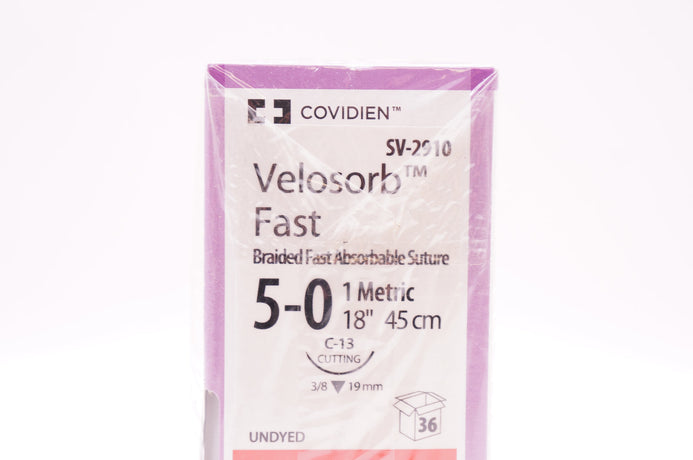 COVIDIEN™
SV-2910
Velosorb™
Fast
Braided Fast Absorbable Suture
5-0 1 Metric
18" 45 cm
C-13
CUTTING
3/8 19 mm
36
UNDYED